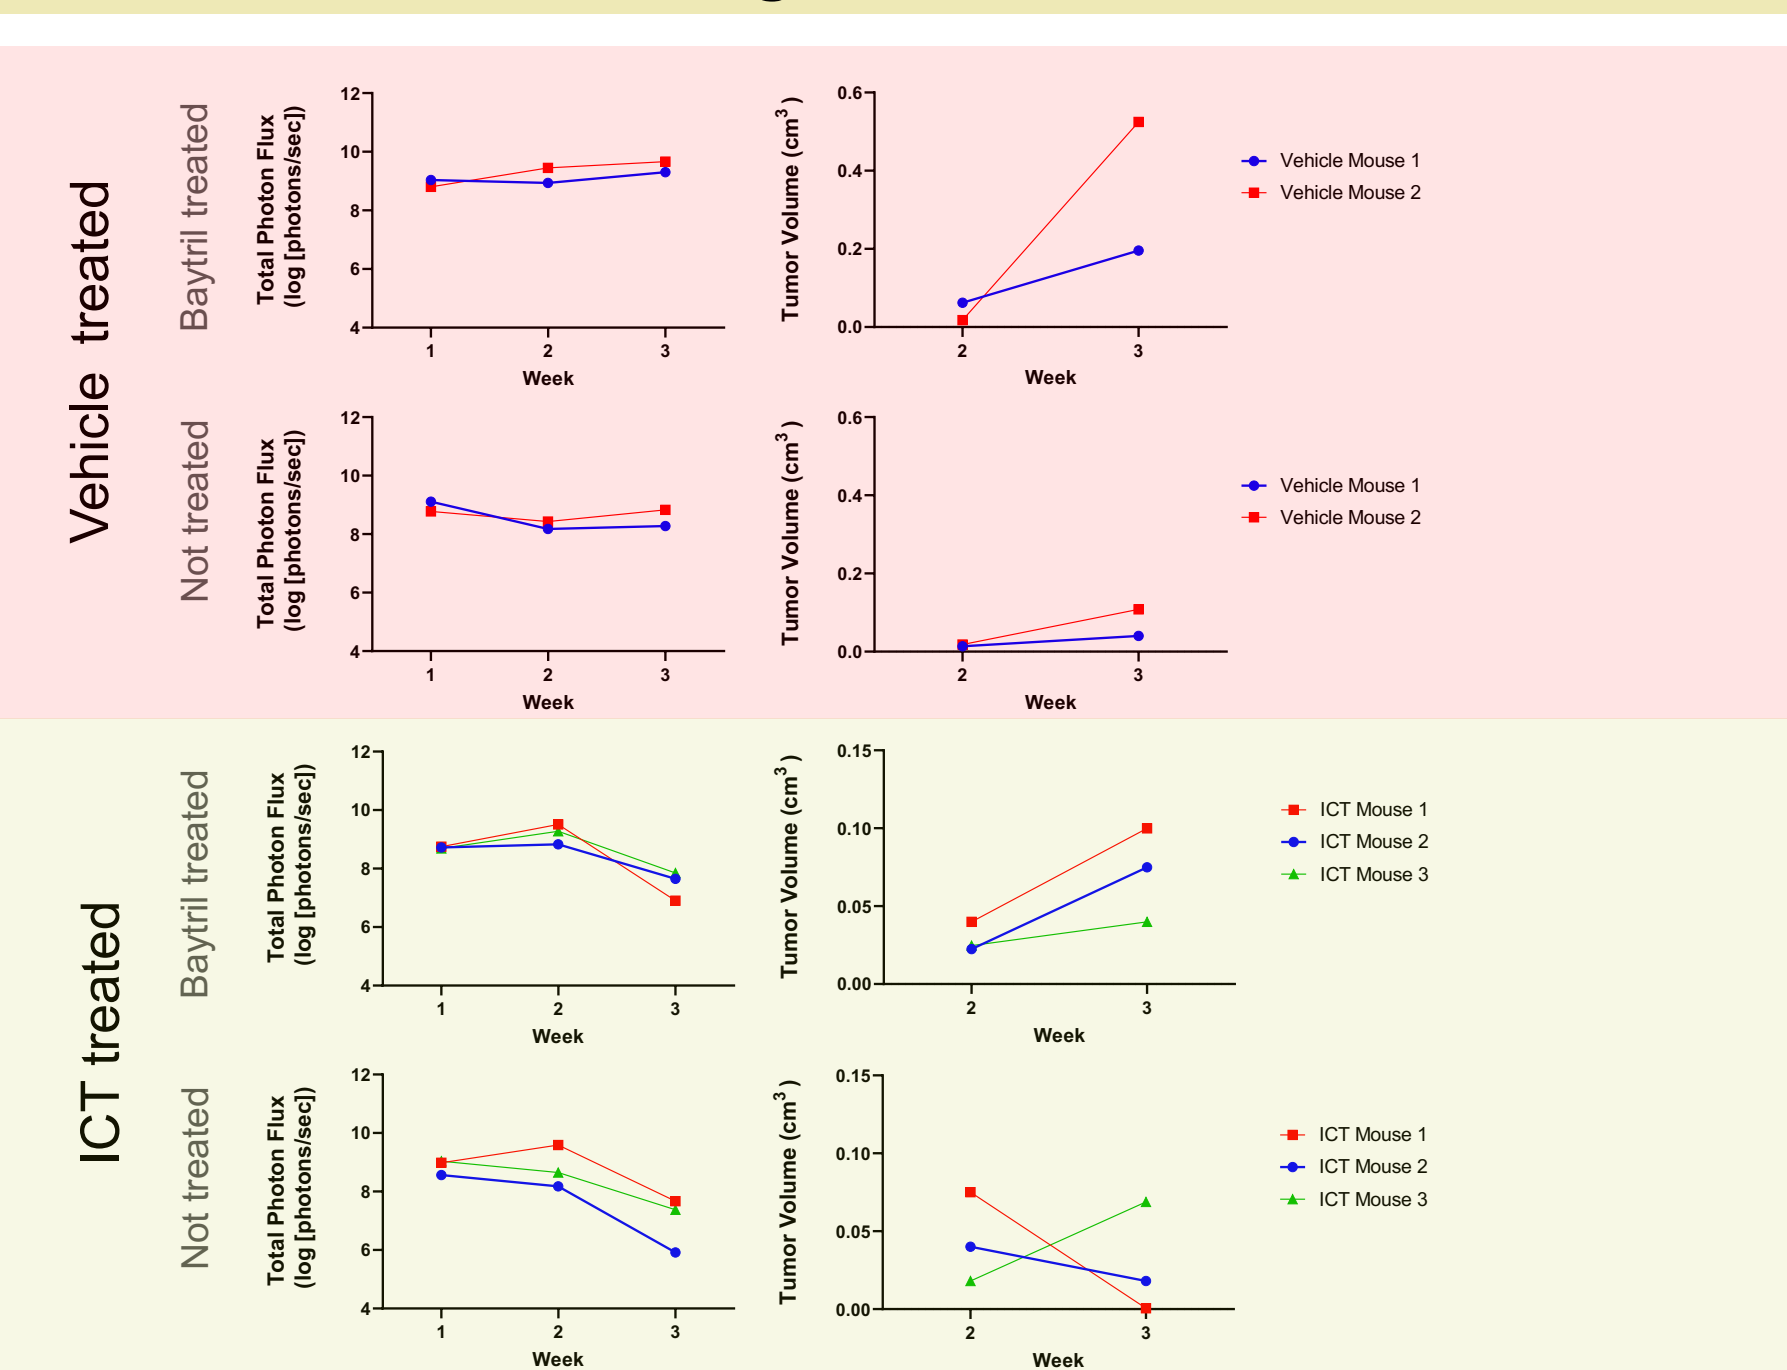 Vehicle treated
Baytril treated
Total Photon Flux
(log [photons/sec])
12
10
8
6
4
1 2 3
Week
Tumor Volume (cm³)
0.6
0.4
0.2
0.0
2 3
Week
Vehicle Mouse 1
Vehicle Mouse 2
Not treated
Total Photon Flux
(log [photons/sec])
12
10
8
6
4
1 2 3
Week
Tumor Volume (cm³)
0.6
0.4
0.2
0.0
2 3
Week
Vehicle Mouse 1
Vehicle Mouse 2
ICT treated
Baytril treated
Total Photon Flux
(log [photons/sec])
12
10
8
6
4
1 2 3
Week
Tumor Volume (cm³)
0.15
0.10
0.05
0.00
2 3
Week
ICT Mouse 1
ICT Mouse 2
ICT Mouse 3
Not treated
Total Photon Flux
(log [photons/sec])
12
10
8
6
4
1 2 3
Week
Tumor Volume (cm³)
0.15
0.10
0.05
0.00
2 3
Week
ICT Mouse 1
ICT Mouse 2
ICT Mouse 3